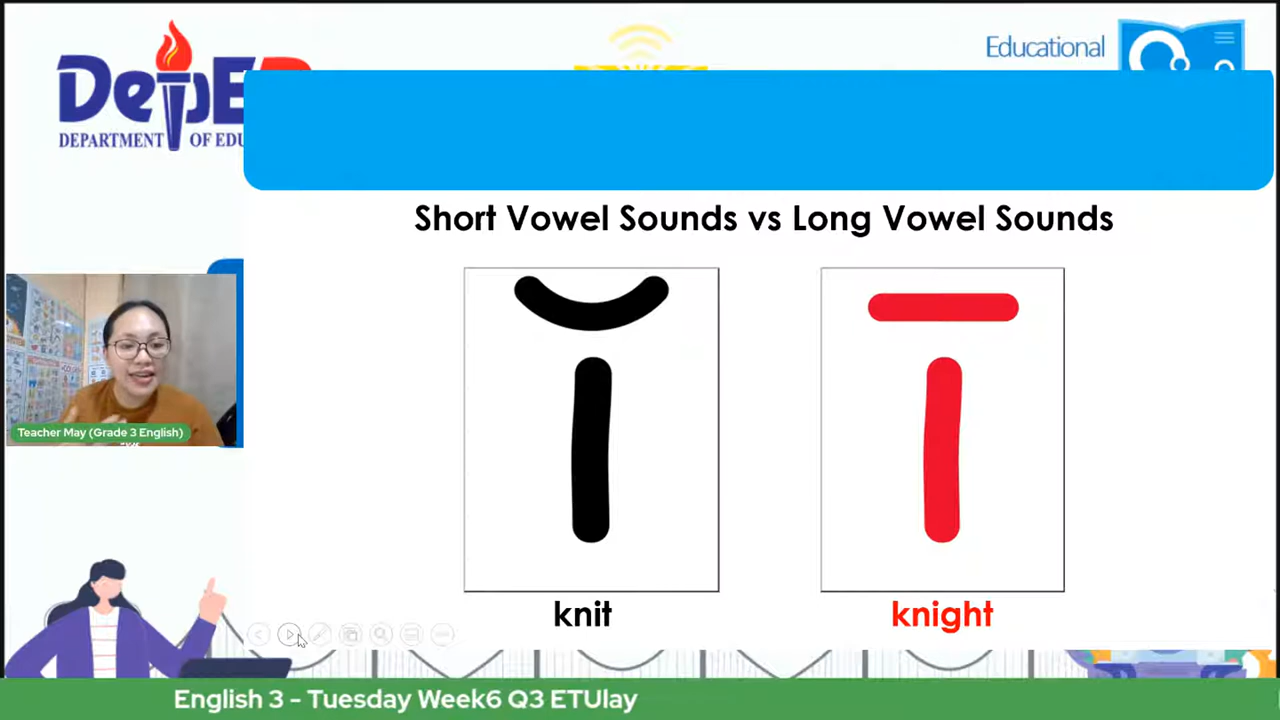 DepE
DEPARTMENT OF EDU
Educational
Short Vowel Sounds vs Long Vowel Sounds
ĭ
ī
knit
knight
Teacher May (Grade 3 English)
English 3 - Tuesday Week6 Q3 ETUlay